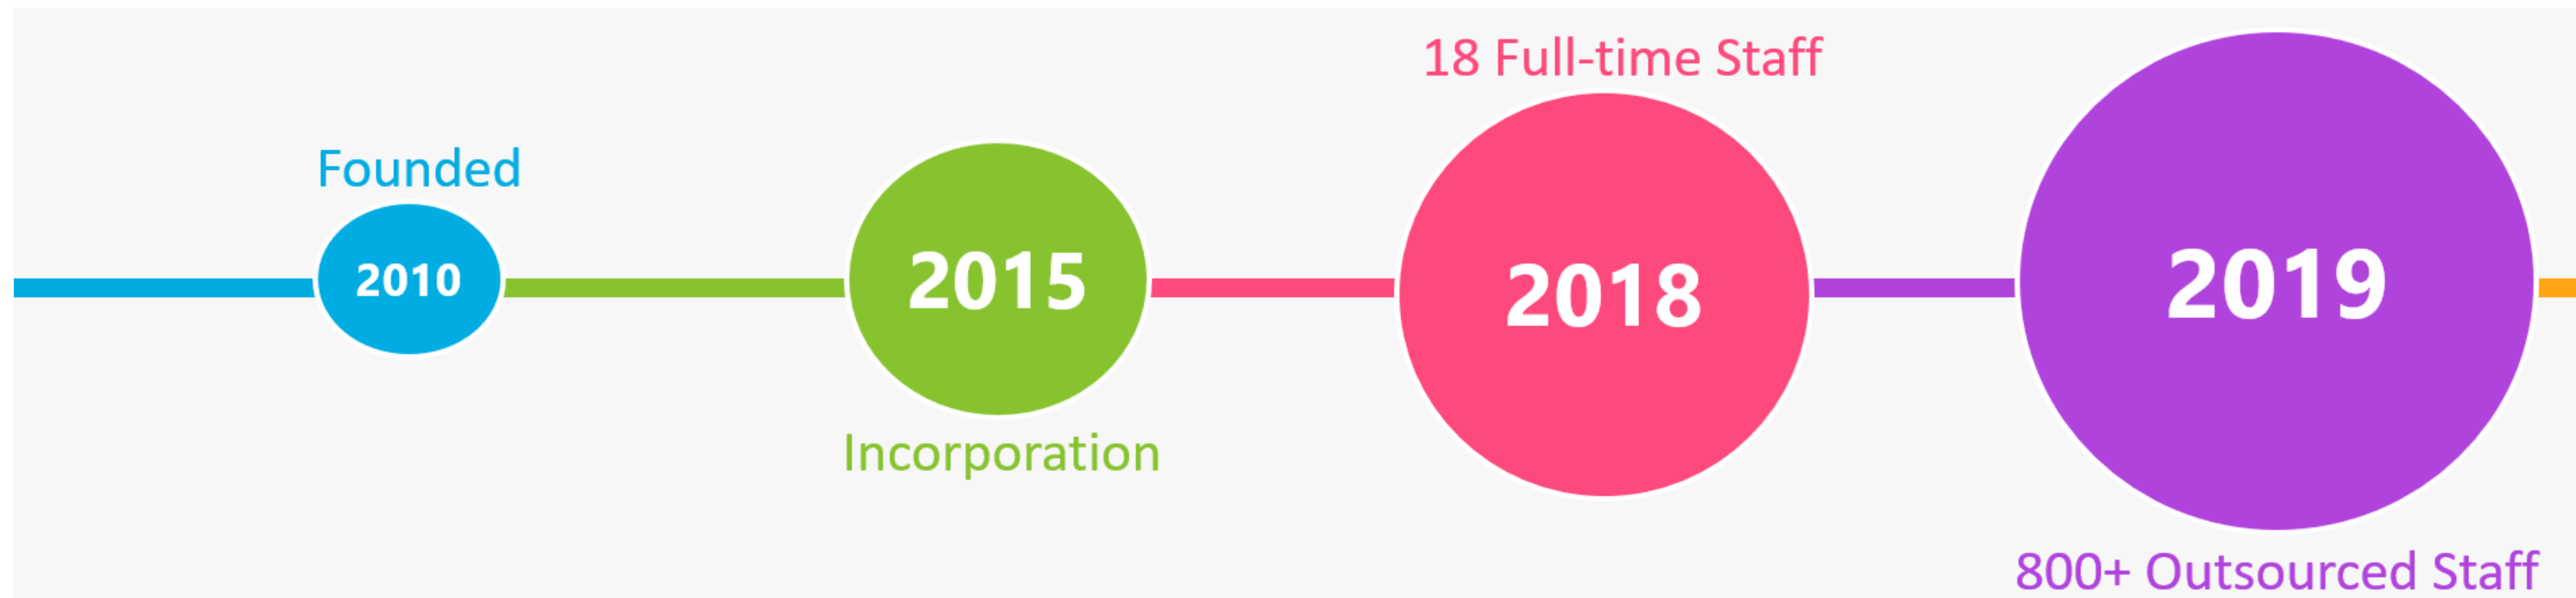 Founded
2010
2015
Incorporation
18 Full-time Staff
2018
2019
800+ Outsourced Staff